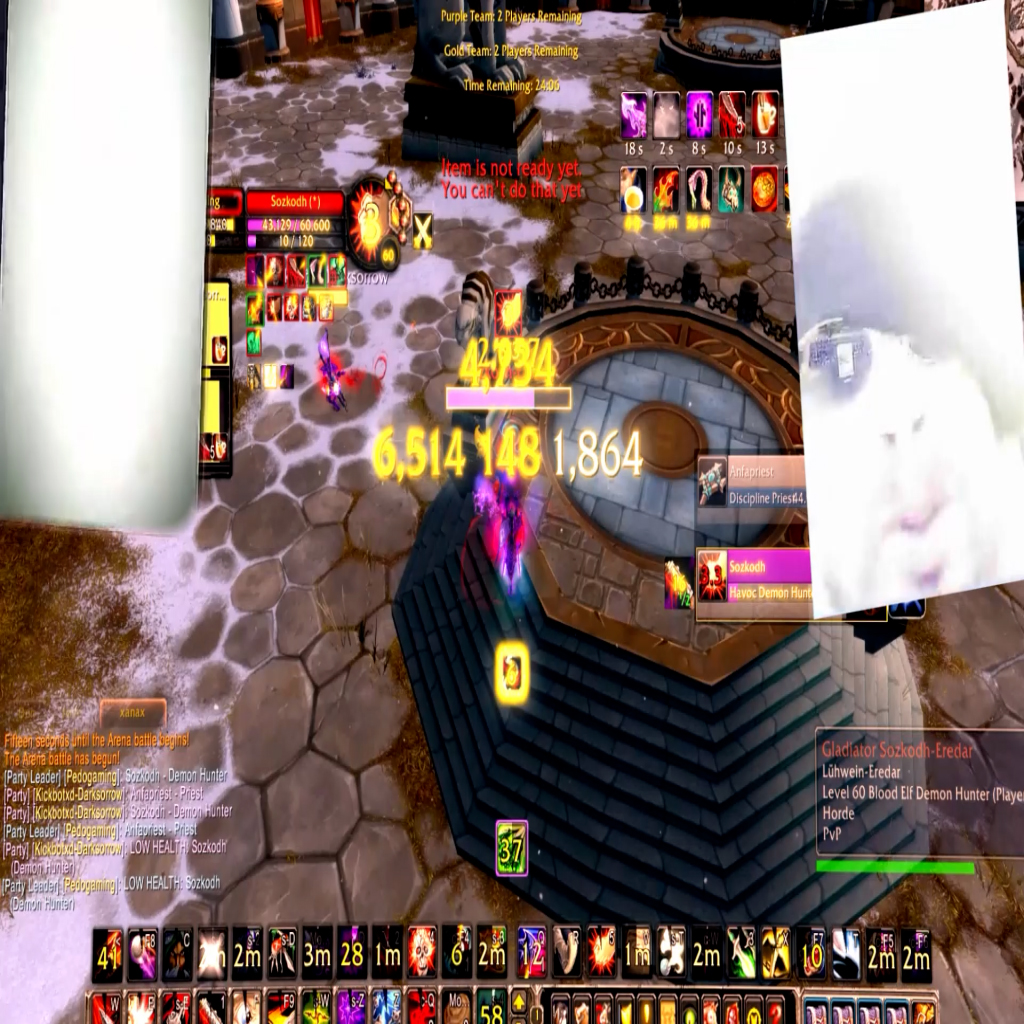 Purple Team: 2 Players Remaining
Gold Team: 2 Players Remaining
Time Remaining: 24:06
18 s
2 s
8 s
10 s
13 s
Item is not ready yet.
You can't do that yet
Sozkodh (*)
43,129 / 60,600
10 / 120
60
6,514
148
1,864
Anfapriest
Discipline Priest
Sozkodh
Havoc Demon Hunt
xanax
Fifteen seconds until the Arena battle begins!
The Arena battle has begun!
[Party Leader] [Pedogaming]: Sozkodh - Demon Hunter
[Party] [Kickbotxd-Darksorrow]: Anfapriest - Priest
[Party] [Kickbotxd-Darksorrow]: Sozkodh - Demon Hunter
[Party Leader] [Pedogaming]: Anfapriest - Priest
[Party] [Kickbotxd-Darksorrow]: LOW HEALTH: Sozkodh
(Demon Hunter)
[Party Leader] [Pedogaming]: LOW HEALTH: Sozkodh
(Demon Hunter)
Gladiator Sozkodh-Eredar
Lühwein-Eredar
Level 60 Blood Elf Demon Hunter (Playe
Horde
PvP
37
41 2m 3m 28 1m 6 2m 12 1m 2m 10 2m 2m
58